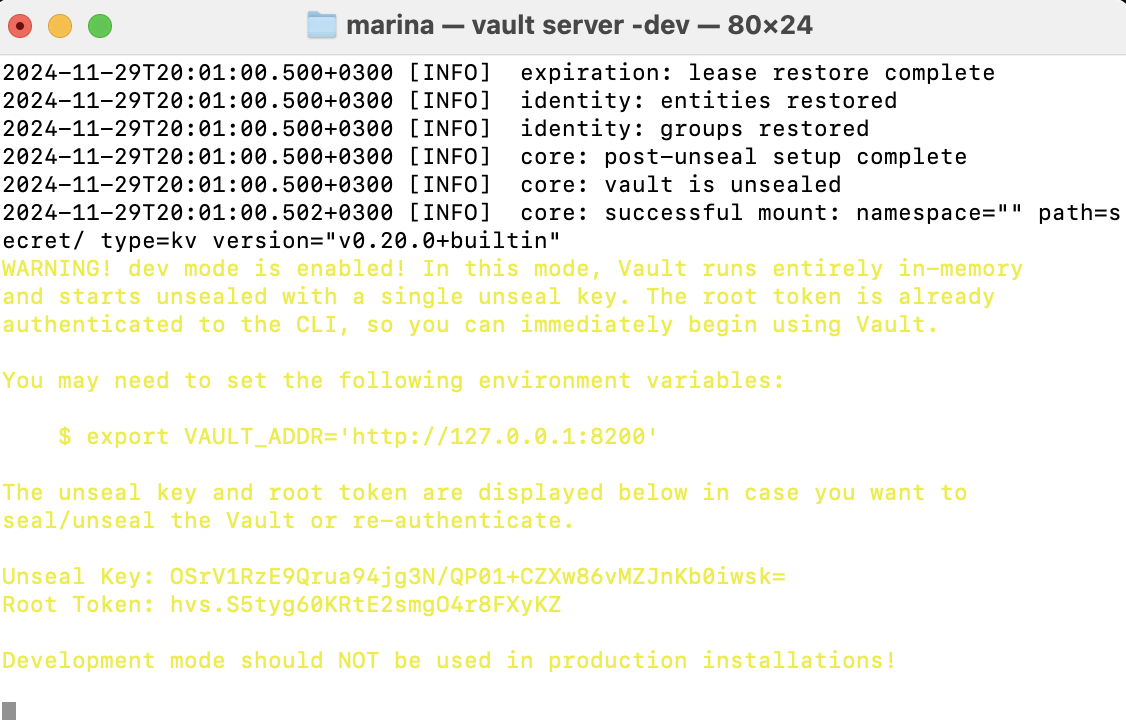 marina — vault server -dev — 80×24
2024-11-29T20:01:00.500+0300 [INFO]  expiration: lease restore complete
2024-11-29T20:01:00.500+0300 [INFO]  identity: entities restored
2024-11-29T20:01:00.500+0300 [INFO]  identity: groups restored
2024-11-29T20:01:00.500+0300 [INFO]  core: post-unseal setup complete
2024-11-29T20:01:00.500+0300 [INFO]  core: vault is unsealed
2024-11-29T20:01:00.502+0300 [INFO]  core: successful mount: namespace="" path=s
ecret/ type=kv version="v0.20.0+builtin"
WARNING! dev mode is enabled! In this mode, Vault runs entirely in-memory
and starts unsealed with a single unseal key. The root token is already
authenticated to the CLI, so you can immediately begin using Vault.

You may need to set the following environment variables:

    $ export VAULT_ADDR='http://127.0.0.1:8200'

The unseal key and root token are displayed below in case you want to
seal/unseal the Vault or re-authenticate.

Unseal Key: OSrV1RzE9Qrua94jg3N/QP01+CZXw86vMZJnKb0iwsk=
Root Token: hvs.S5tyg60KRtE2smgO4r8FXyKZ

Development mode should NOT be used in production installations!